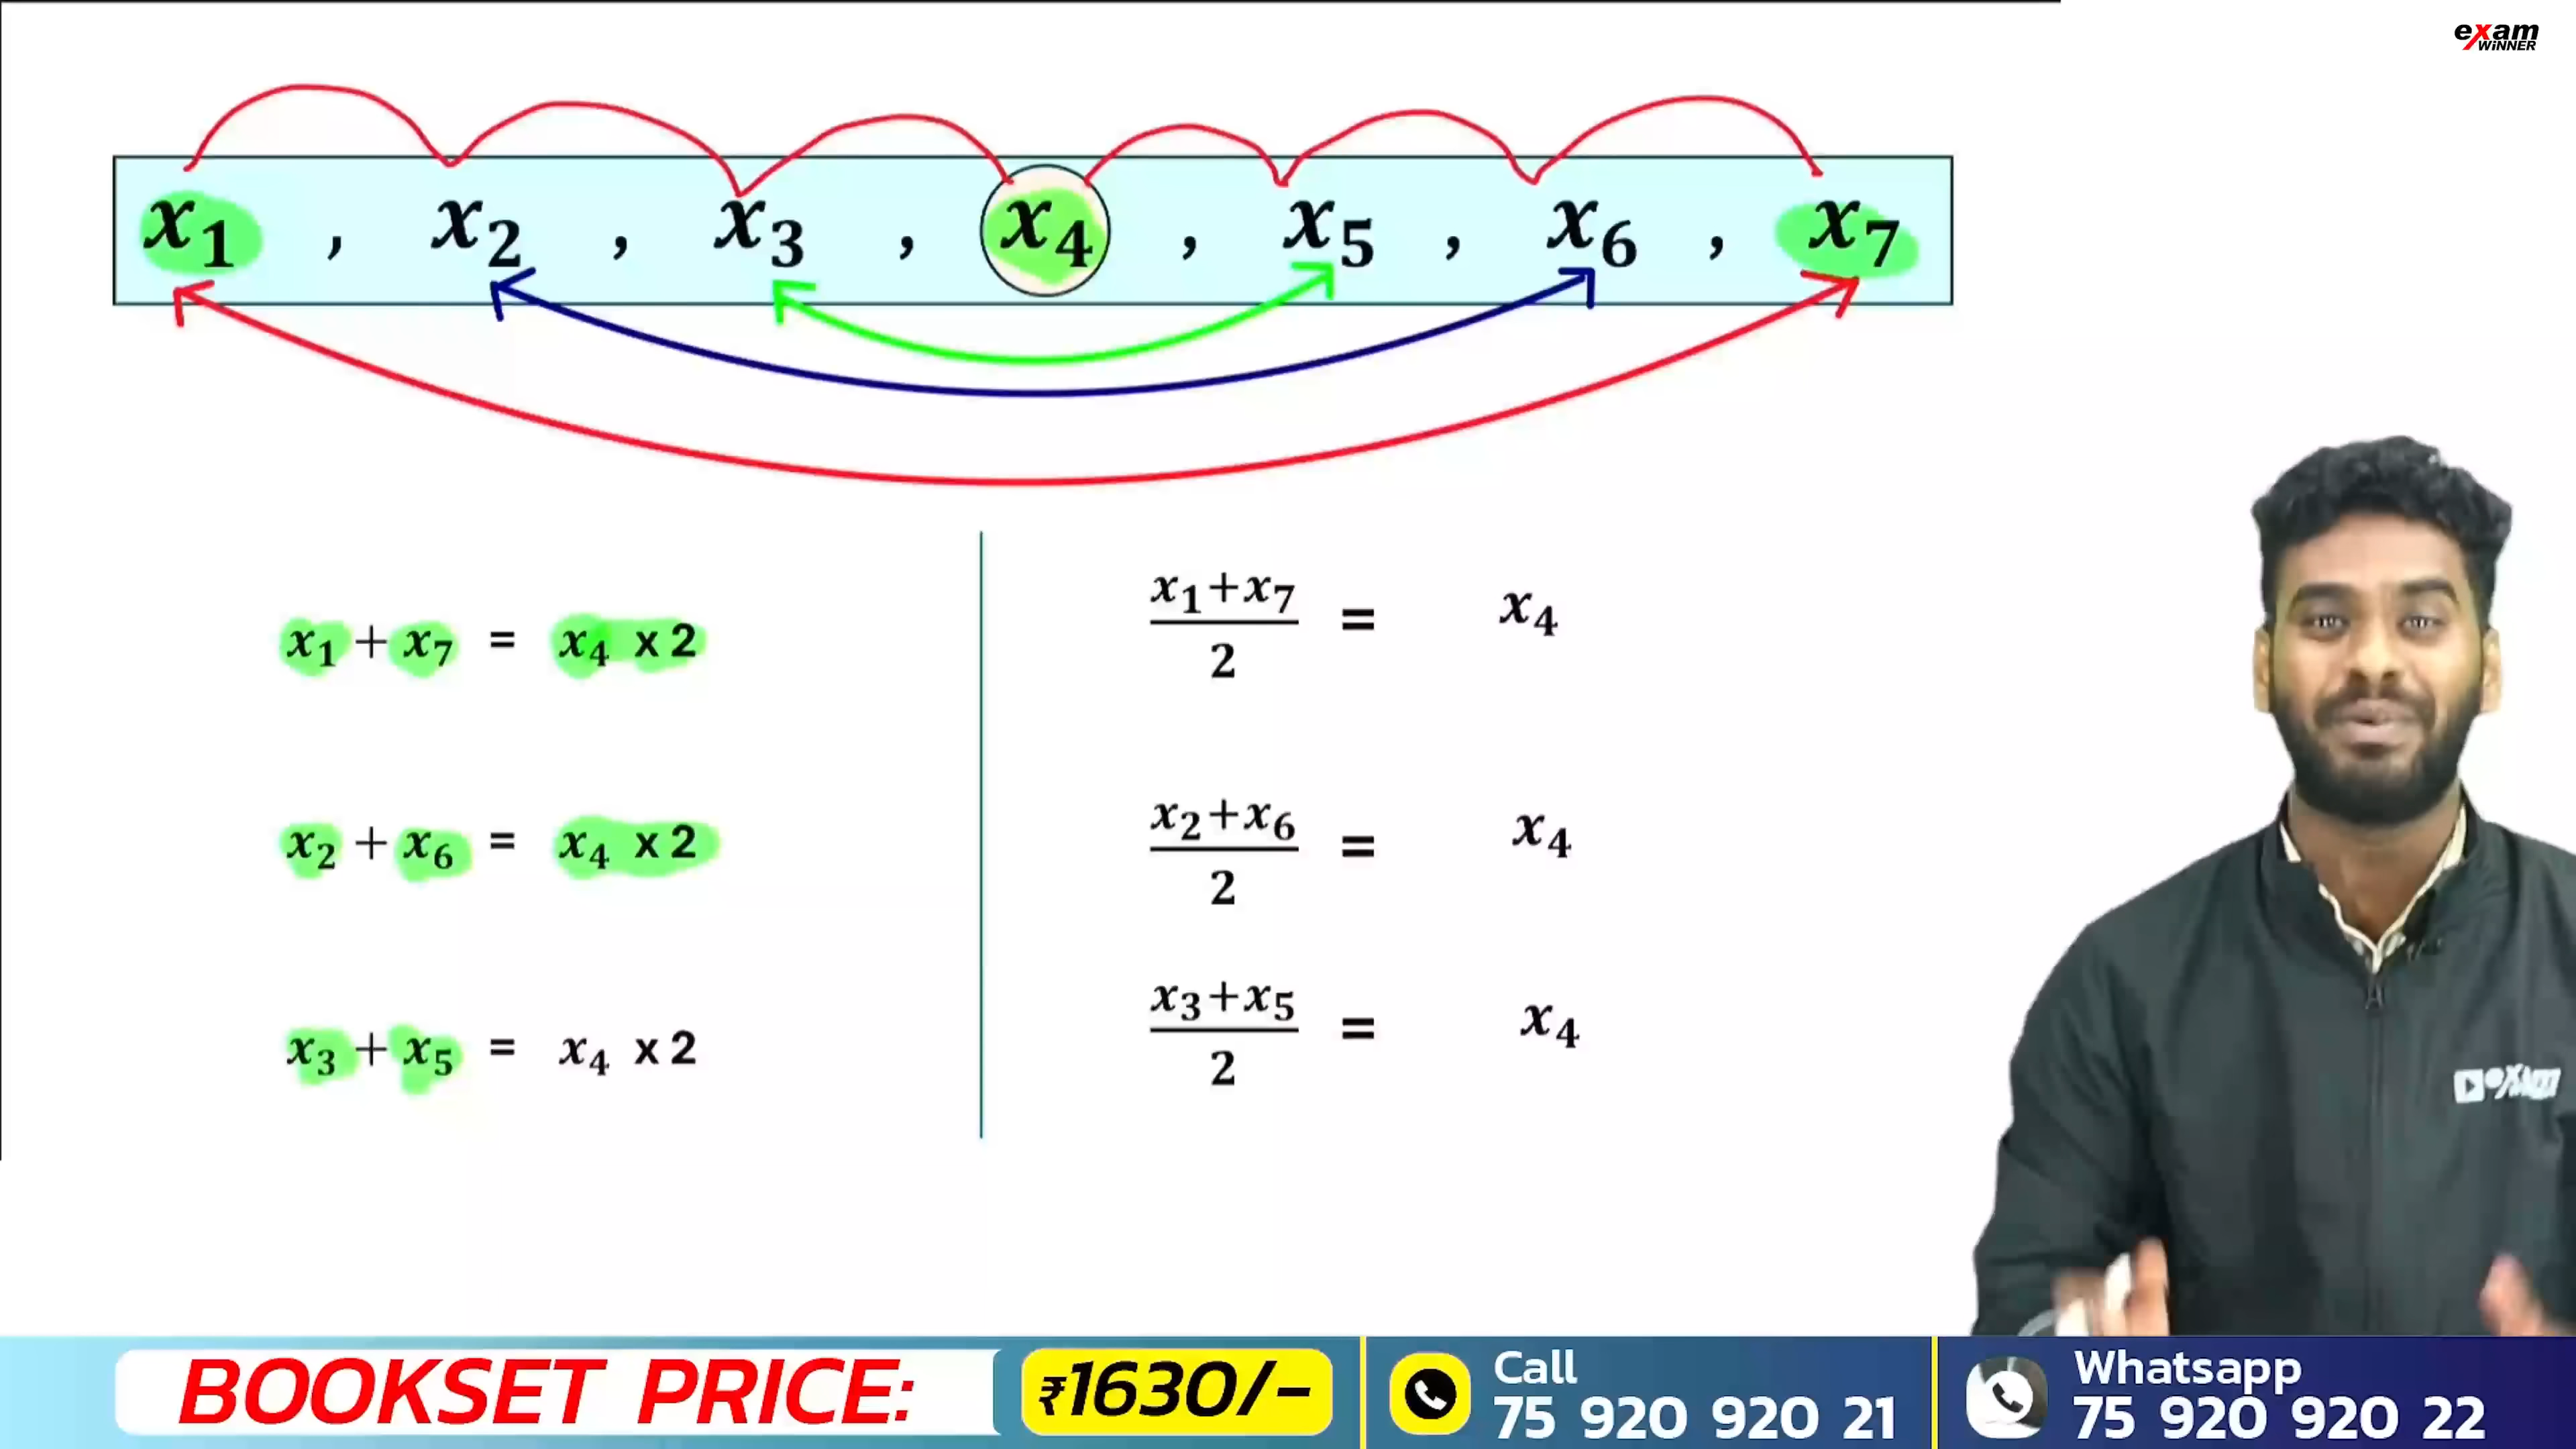 exam
WiNNER
x₁ , x₂ , x₃ , x₄ , x₅ , x₆ , x₇
x₁ + x₇ = x₄ x 2
x₂ + x₆ = x₄ x 2
x₃ + x₅ = x₄ x 2
x₁+x₇
2
= x₄
x₂+x₆
2
= x₄
x₃+x₅
2
= x₄
exam
BOOKSET PRICE:
₹1630/–
Call
75 920 920 21
Whatsapp
75 920 920 22